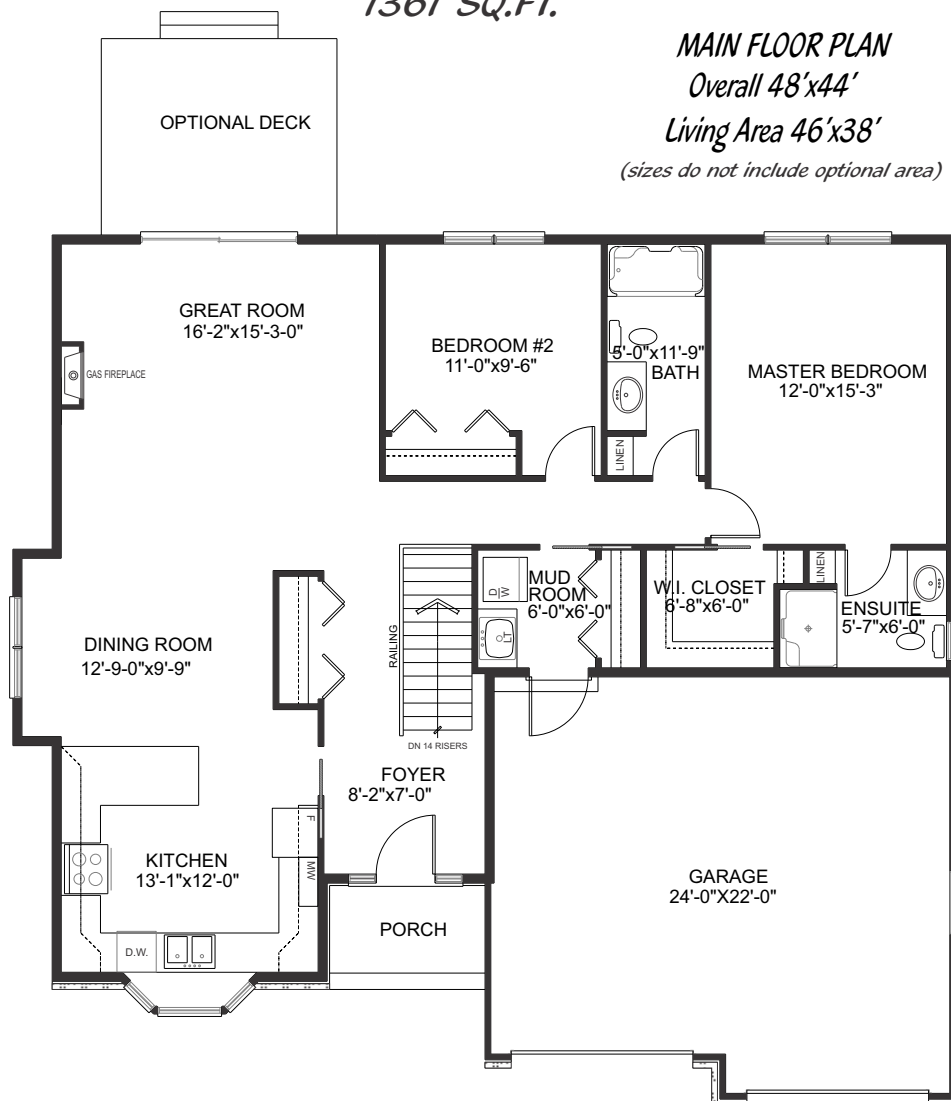 1361 SQ.FT.
MAIN FLOOR PLAN
Overall 48'x44'
Living Area 46'x38'
(sizes do not include optional area)
OPTIONAL DECK
GREAT ROOM
16'-2"x15'-3-0"
GAS FIREPLACE
BEDROOM #2
11'-0"x9'-6"
5'-0"x11'-9"
BATH
LINEN
MASTER BEDROOM
12'-0"x15'-3"
DINING ROOM
12'-9-0"x9'-9"
RAILING
DN 14 RISERS
D/W
LT
MUD
ROOM
6'-0"x6'-0"
W.I. CLOSET
6'-8"x6'-0"
LINEN
ENSUITE
5'-7"x6'-0"
FOYER
8'-2"x7'-0"
F
MW
KITCHEN
13'-1"x12'-0"
D.W.
PORCH
GARAGE
24'-0"X22'-0"